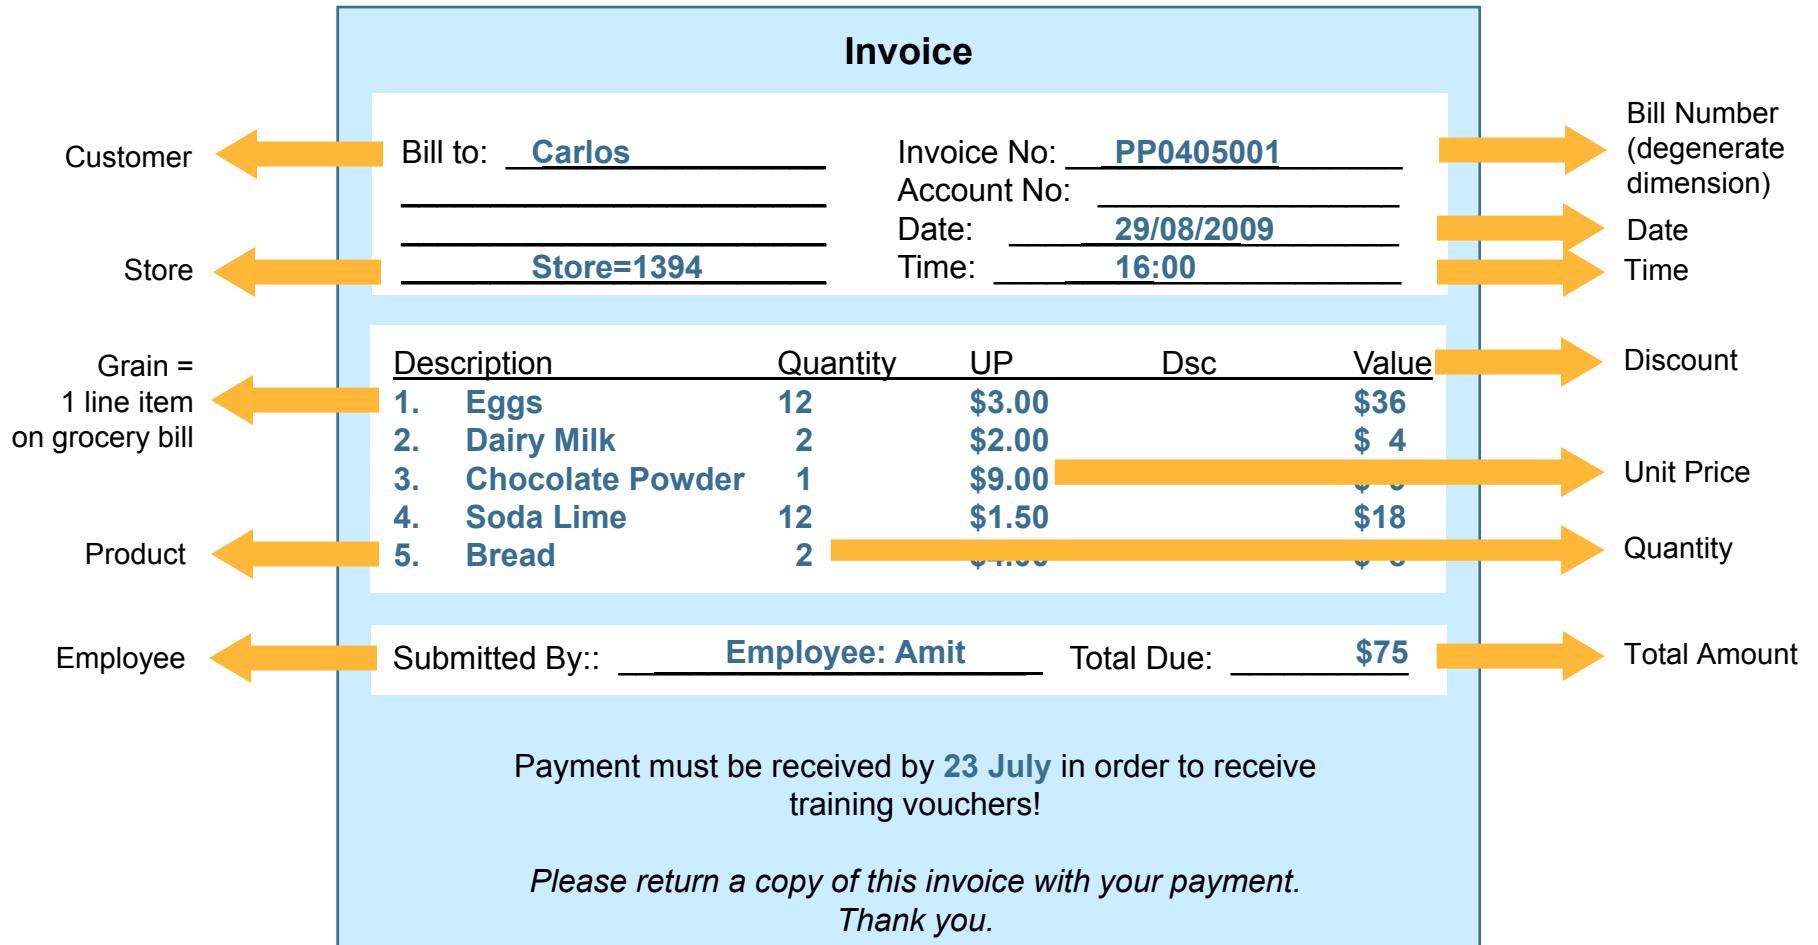 Invoice
Customer
Bill to: Carlos
Invoice No: PP0405001
Bill Number
(degenerate
dimension)
Account No:
Date: 29/08/2009
Date
Store
Store=1394
Time: 16:00
Time
Grain =
1 line item
on grocery bill
Description Quantity UP Dsc Value
Discount
1. Eggs 12 $3.00 $36
2. Dairy Milk 2 $2.00 $ 4
3. Chocolate Powder 1 $9.00
Unit Price
4. Soda Lime 12 $1.50 $18
Product
5. Bread 2
Quantity
Employee
Submitted By:: Employee: Amit Total Due: $75
Total Amount
Payment must be received by 23 July in order to receive
training vouchers!
Please return a copy of this invoice with your payment.
Thank you.